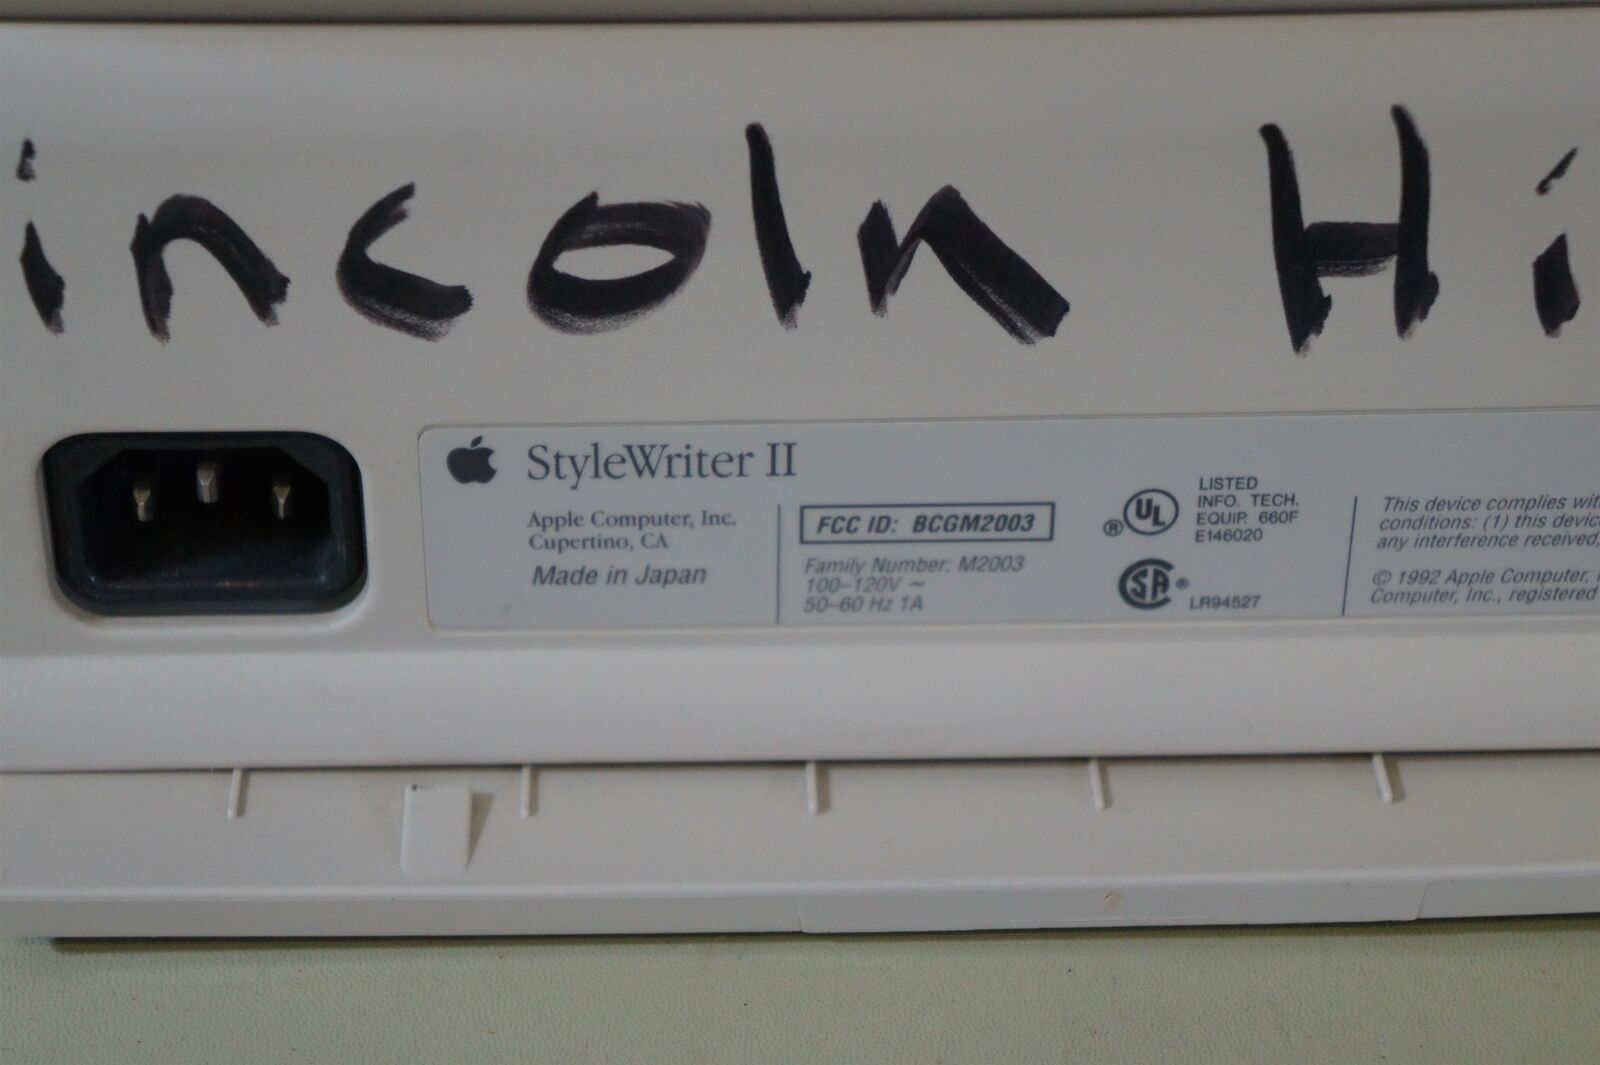 incoln Hi
StyleWriter II
Apple Computer, Inc.
Cupertino, CA
Made in Japan
FCC ID: BCGM2003
Family Number: M2003
100–120V ~
50–60 Hz 1A
® UL
LISTED
INFO. TECH.
EQUIP. 660F
E146020
SA ®
LR94527
This device complies wit
conditions: (1) this devic
any interference received,
© 1992 Apple Computer,
Computer, Inc., registered